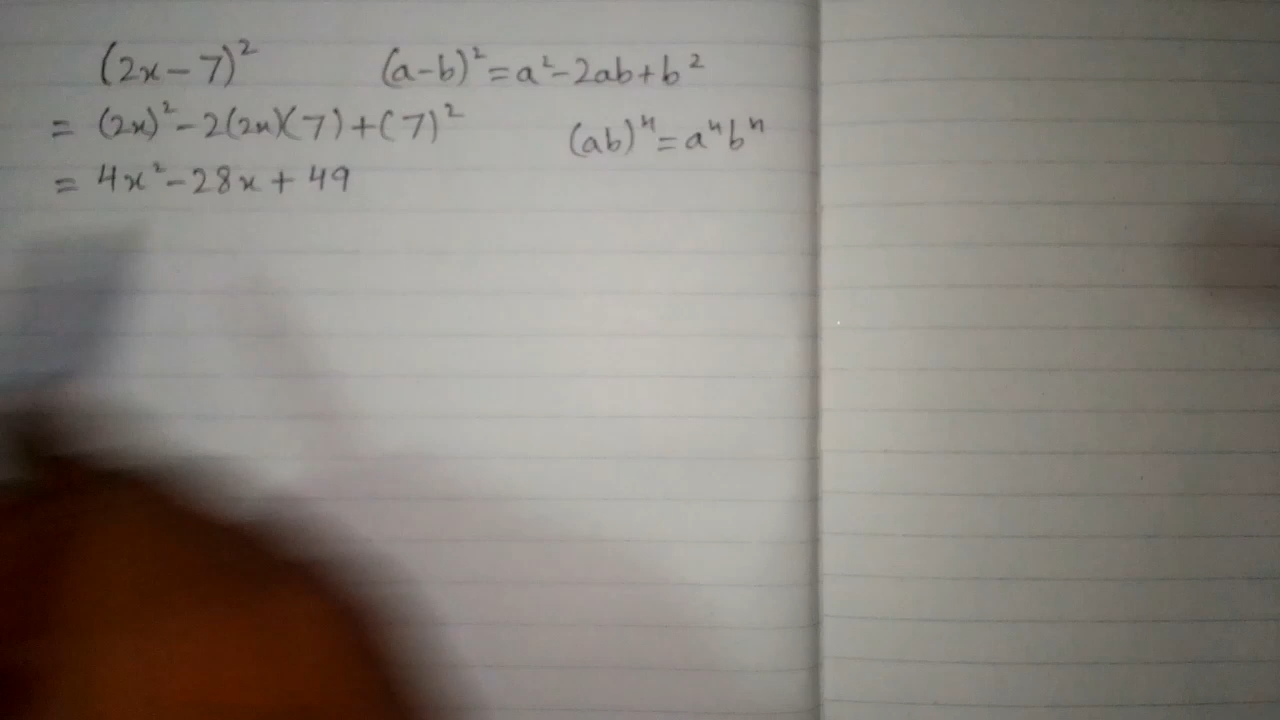 (2x-7)² (a-b)²=a²-2ab+b²
= (2x)²-2(2x)(7)+(7)² (ab)ⁿ=aⁿbⁿ
= 4x²-28x+49